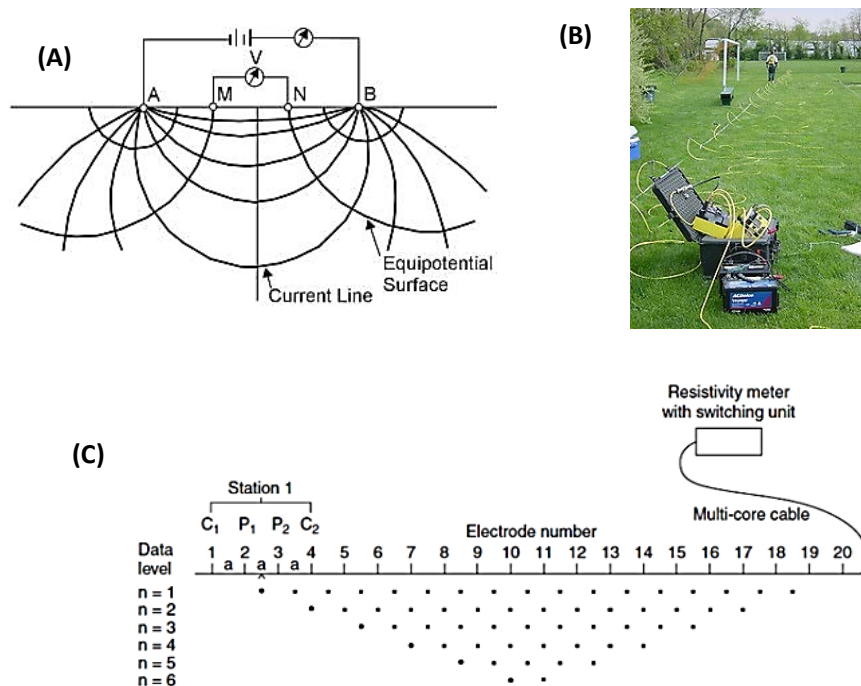 (A)
V
A
M
N
B
Equipotential
Surface
Current Line
(B)
ACDelco
Voyager
(C)
Resistivity meter
with switching unit
Multi-core cable
Station 1
C1 P1 P2 C2
Electrode number
Data
level
1 2 3 4 5 6 7 8 9 10 11 12 13 14 15 16 17 18 19 20
a a a
n = 1
n = 2
n = 3
n = 4
n = 5
n = 6